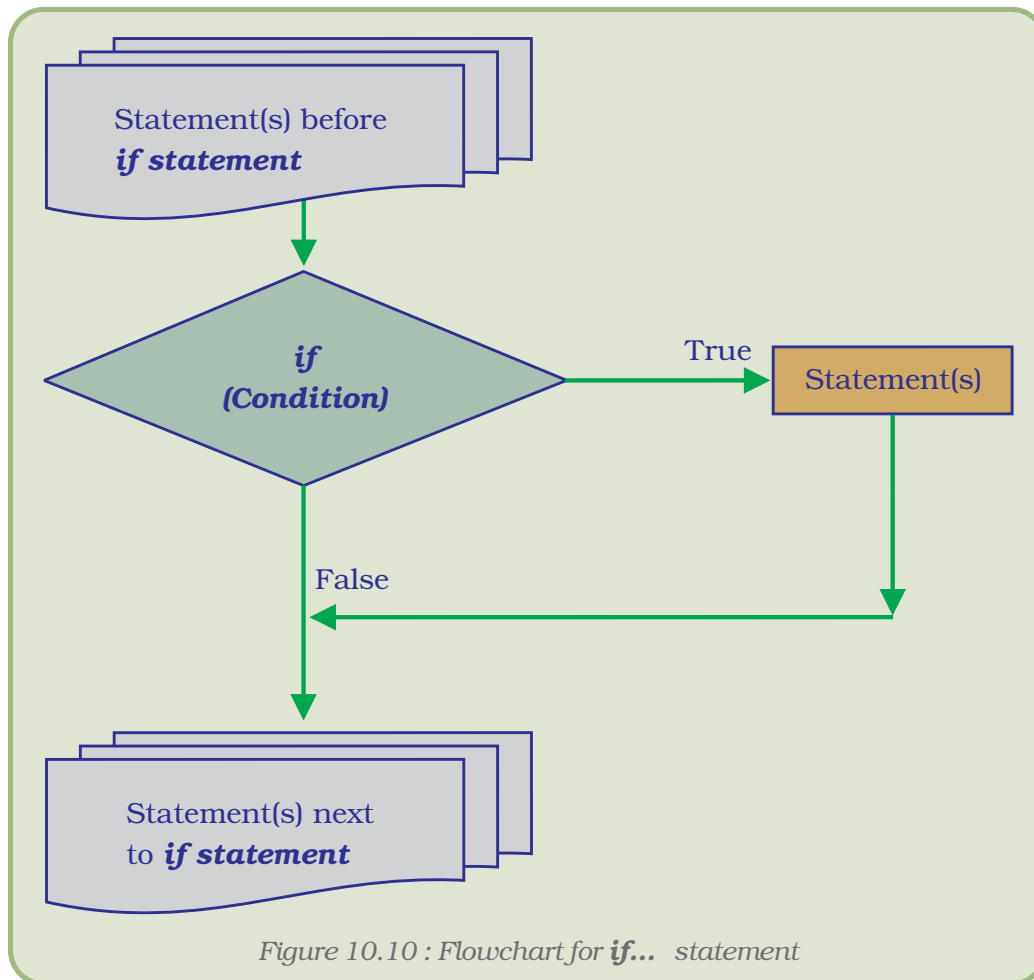 Statement(s) before
if statement
if
(Condition)
True
Statement(s)
False
Statement(s) next
to if statement
Figure 10.10 : Flowchart for if... statement